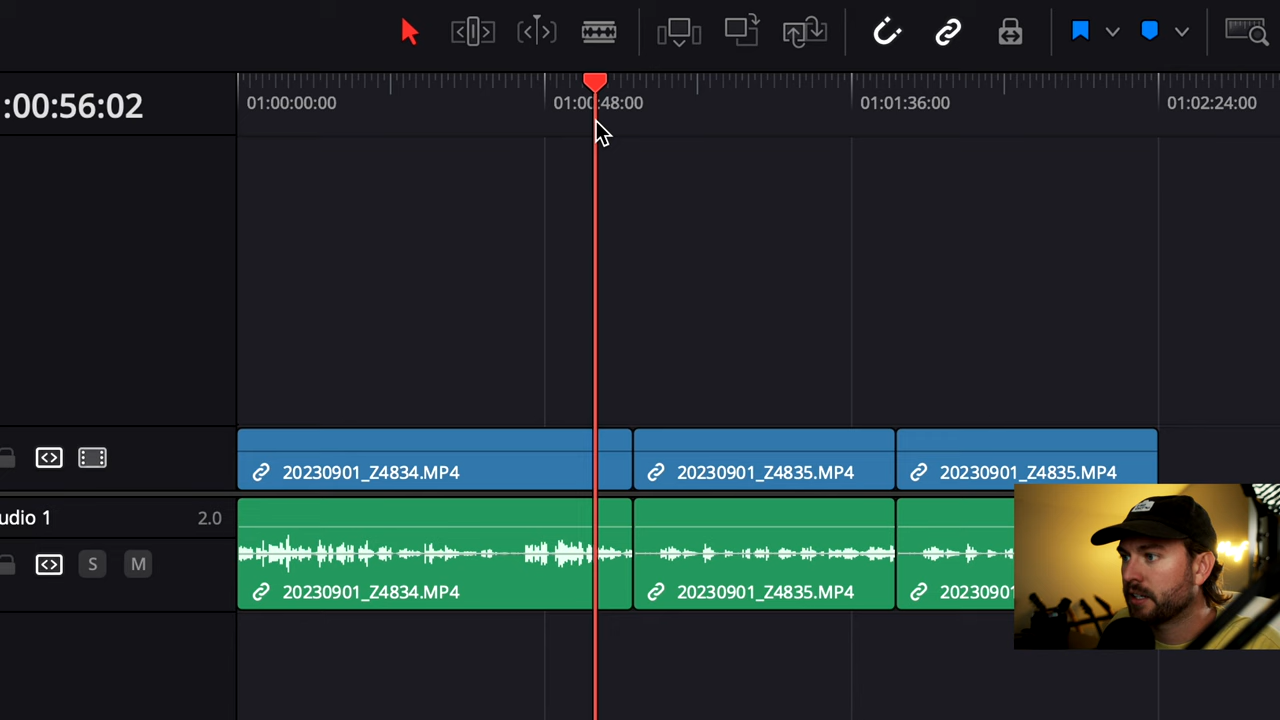 :00:56:02
01:00:00:00
01:00:48:00
01:01:36:00
01:02:24:00
20230901_Z4834.MP4
20230901_Z4835.MP4
20230901_Z4835.MP4
udio 1
2.0
S
M
20230901_Z4834.MP4
20230901_Z4835.MP4
2023090